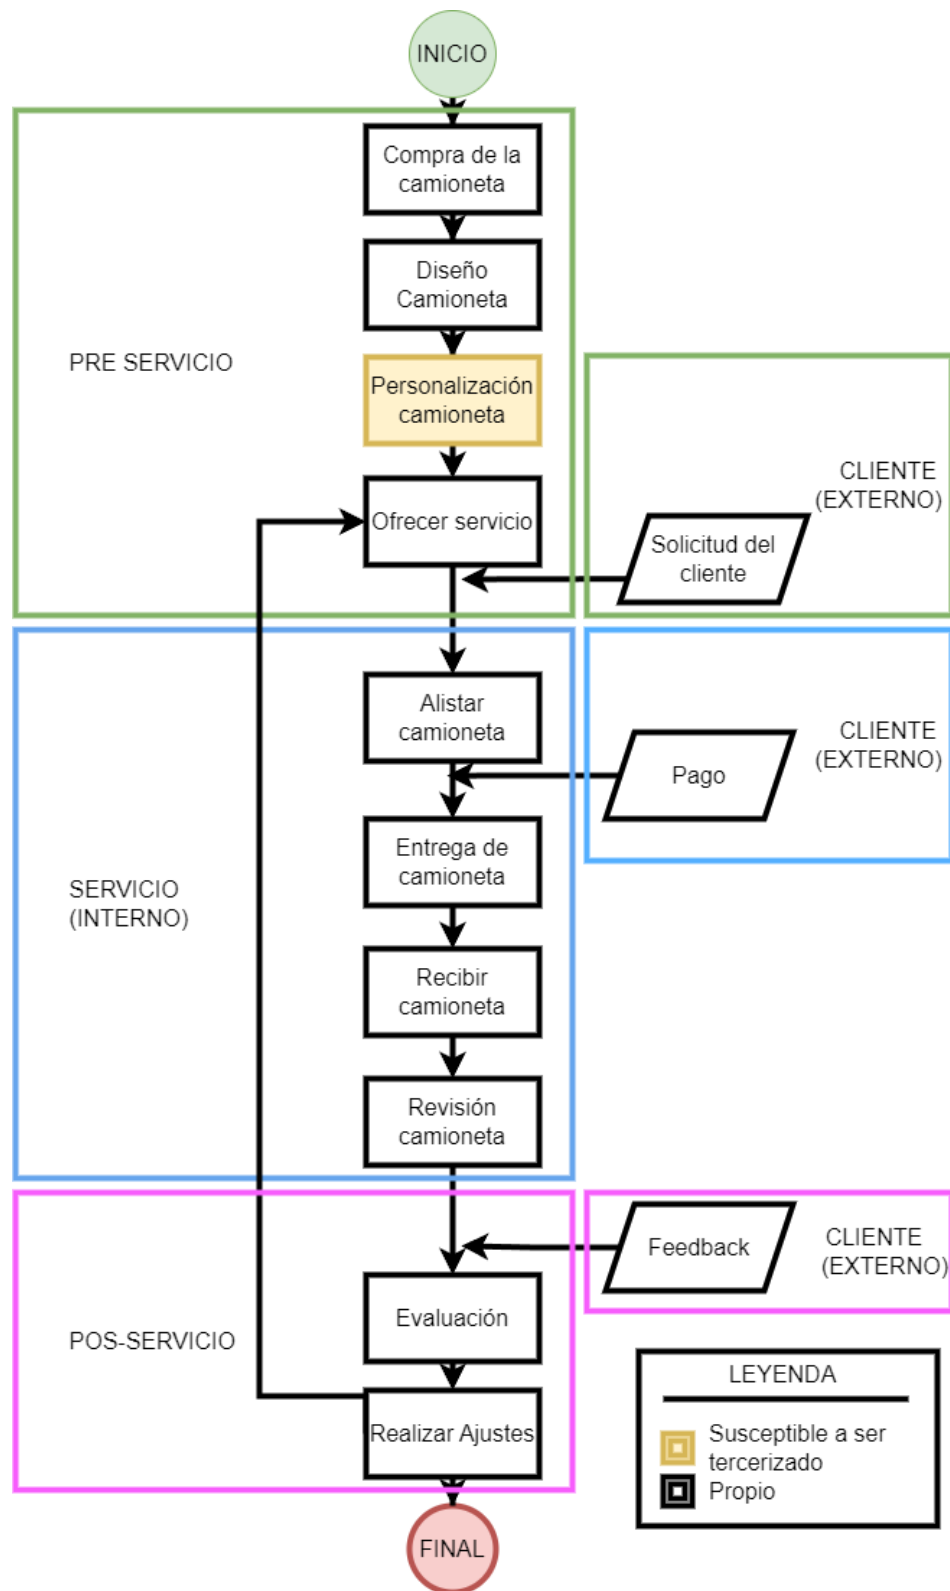 INICIO
Compra de la
camioneta
Diseño
Camioneta
PRE SERVICIO
Personalización
camioneta
CLIENTE
(EXTERNO)
Ofrecer servicio
Solicitud del
cliente
Alistar
camioneta
CLIENTE
(EXTERNO)
Pago
Entrega de
camioneta
SERVICIO
(INTERNO)
Recibir
camioneta
Revisión
camioneta
Feedback
CLIENTE
(EXTERNO)
Evaluación
POS-SERVICIO
Realizar Ajustes
LEYENDA
Susceptible a ser
tercerizado
Propio
FINAL